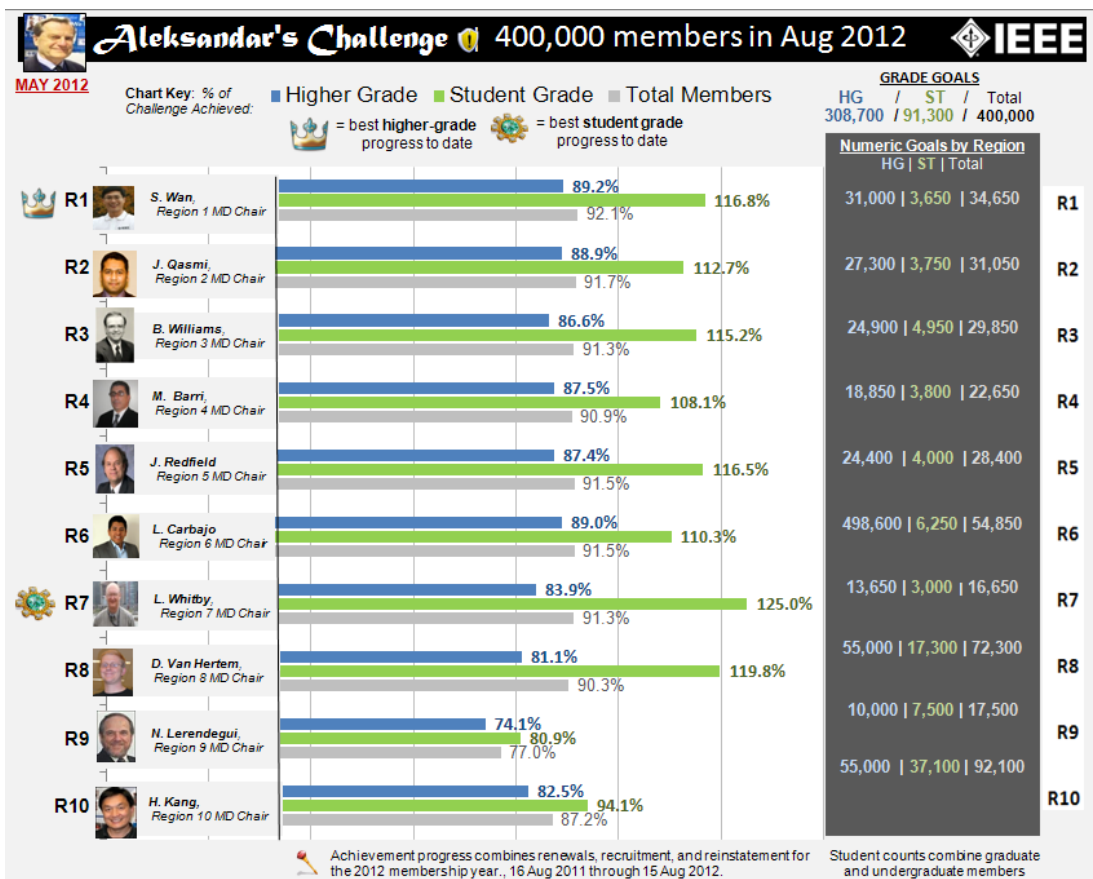 Aleksandar's Challenge 400,000 members in Aug 2012 IEEE
MAY 2012
Chart Key: % of
Challenge Achieved:
Higher Grade Student Grade Total Members
= best higher-grade
progress to date
= best student grade
progress to date
GRADE GOALS
HG / ST / Total
308,700 / 91,300 / 400,000
Numeric Goals by Region
HG | ST | Total
R1
S. Wan,
Region 1 MD Chair
89.2%
116.8%
92.1%
31,000 | 3,650 | 34,650
R1
R2
J. Qasmi,
Region 2 MD Chair
88.9%
112.7%
91.7%
27,300 | 3,750 | 31,050
R2
R3
B. Williams,
Region 3 MD Chair
86.6%
115.2%
91.3%
24,900 | 4,950 | 29,850
R3
R4
M. Barri,
Region 4 MD Chair
87.5%
108.1%
90.9%
18,850 | 3,800 | 22,650
R4
R5
J. Redfield
Region 5 MD Chair
87.4%
116.5%
91.5%
24,400 | 4,000 | 28,400
R5
R6
L. Carbajo
Region 6 MD Chair
89.0%
110.3%
91.5%
498,600 | 6,250 | 54,850
R6
R7
L. Whitby,
Region 7 MD Chair
83.9%
125.0%
91.3%
13,650 | 3,000 | 16,650
R7
R8
D. Van Hertem,
Region 8 MD Chair
81.1%
119.8%
90.3%
55,000 | 17,300 | 72,300
R8
R9
N. Lerendegui,
Region 9 MD Chair
74.1%
80.9%
77.0%
10,000 | 7,500 | 17,500
R9
R10
H. Kang,
Region 10 MD Chair
82.5%
94.1%
87.2%
55,000 | 37,100 | 92,100
R10
Achievement progress combines renewals, recruitment, and reinstatement for
the 2012 membership year., 16 Aug 2011 through 15 Aug 2012.
Student counts combine graduate
and undergraduate members